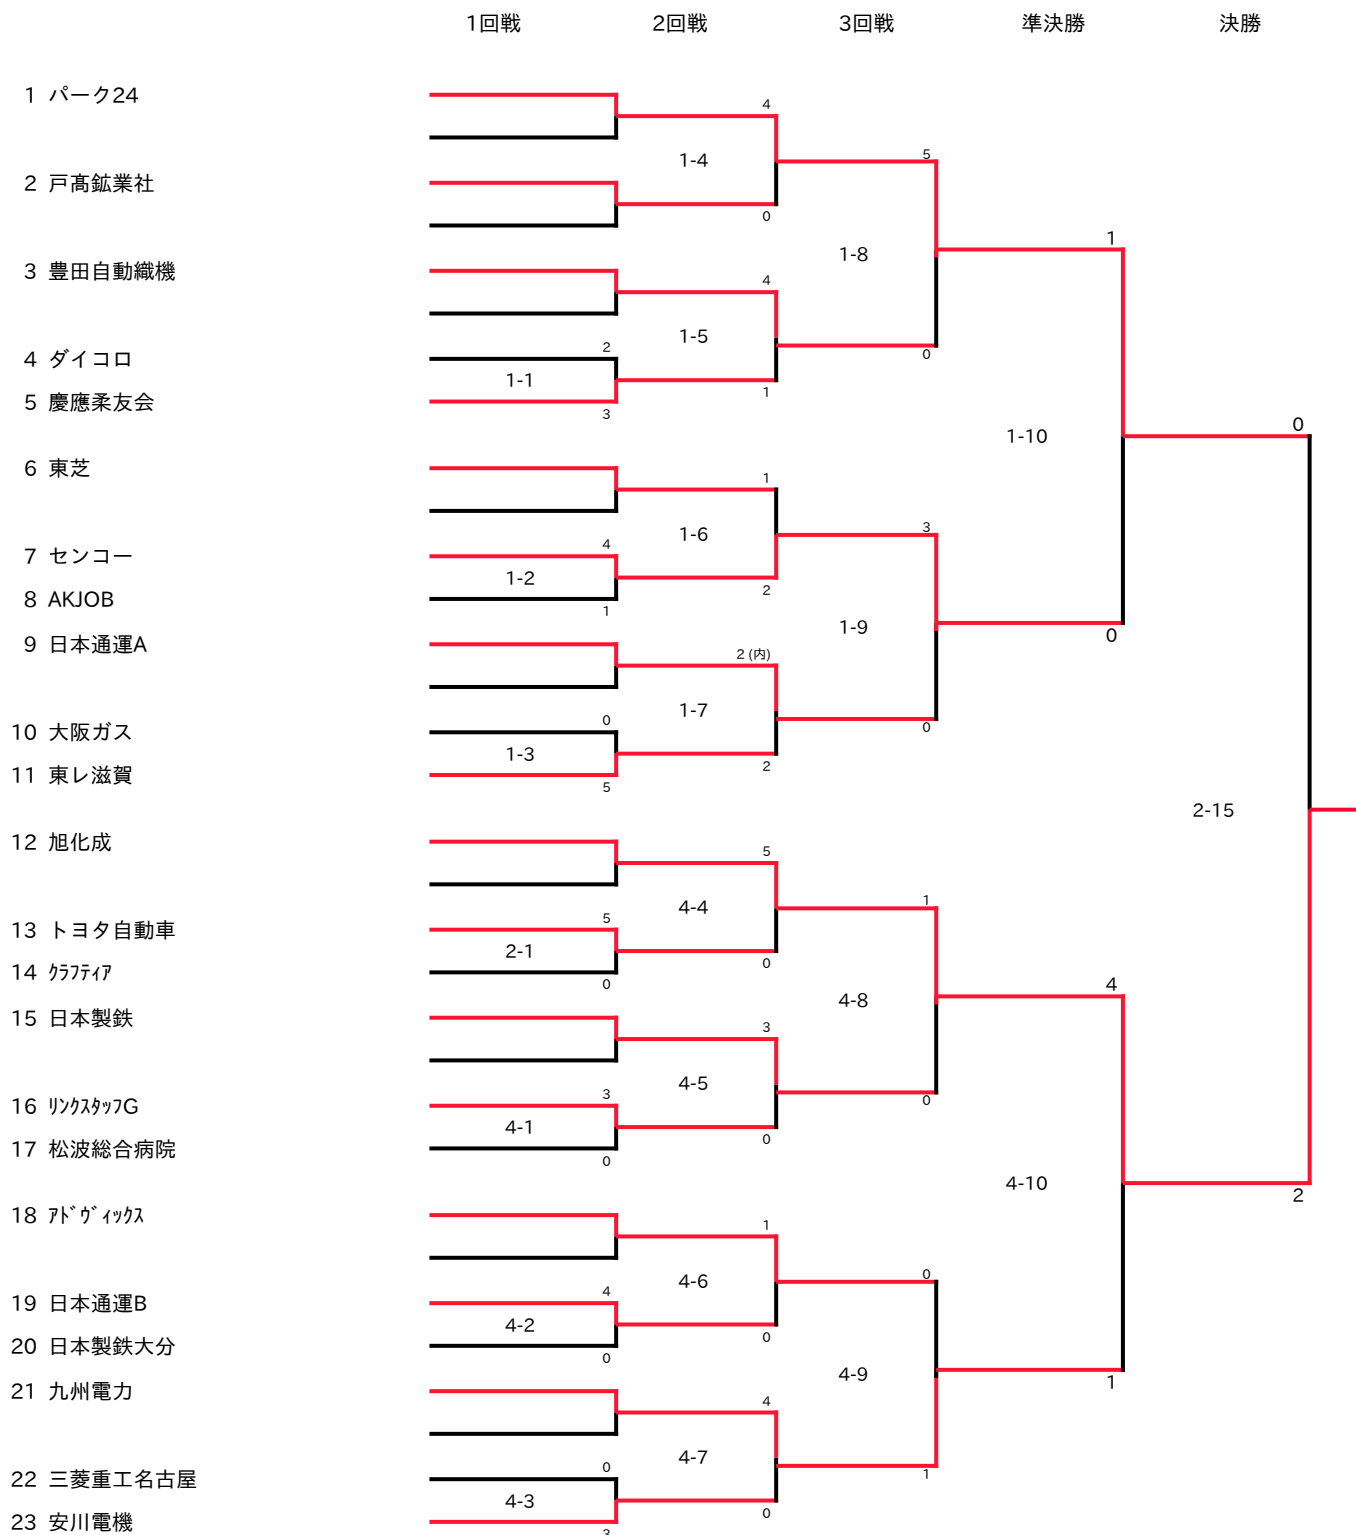 1回戦 2回戦 3回戦 準決勝 決勝
1 パーク24
4
1-4
5
2 戸髙鉱業社
0
1
1-8
3 豊田自動織機
4
1-5
0
4 ダイコロ
2
1-1
1
5 慶應柔友会
3
0
1-10
6 東芝
1
3
1-6
7 センコー
4
1-2
2
8 AKJOB
1
1-9
0
9 日本通運A
2 (内)
1-7
0
10 大阪ガス
0
1-3
2
11 東レ滋賀
5
2-15
12 旭化成
5
1
4-4
13 トヨタ自動車
5
2-1
0
14 ｸﾗﾌﾃｨｱ
0
4
4-8
15 日本製鉄
3
4-5
0
16 ﾘﾝｸｽﾀｯﾌG
3
4-1
0
17 松波総合病院
0
4-10
2
18 ｱﾄﾞｳﾞｨｯｸｽ
1
0
4-6
19 日本通運B
4
4-2
0
20 日本製鉄大分
0
4-9
1
21 九州電力
4
4-7
1
22 三菱重工名古屋
0
4-3
0
23 安川電機
3